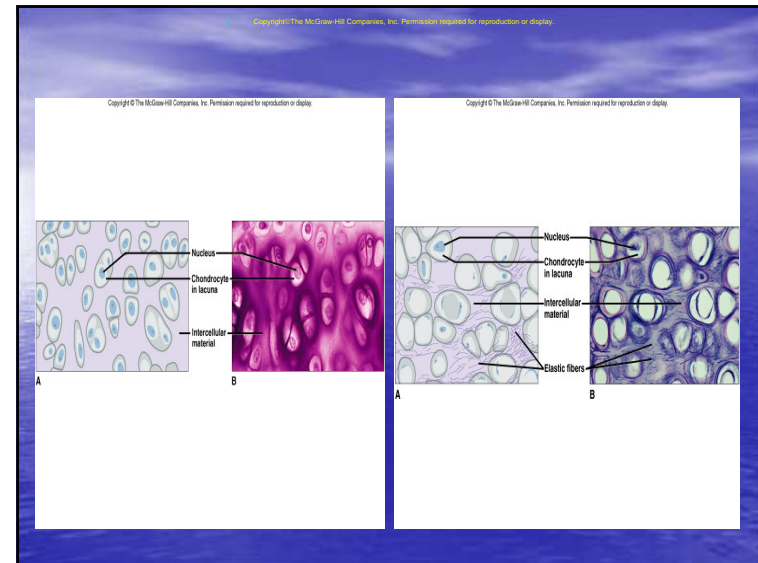 Copyright©The McGraw-Hill Companies, Inc. Permission required for reproduction or display.
Copyright © The McGraw-Hill Companies, Inc. Permission required for reproduction or display.
Nucleus
Chondrocyte
in lacuna
Intercellular
material
A
B
Copyright © The McGraw-Hill Companies, Inc. Permission required for reproduction or display.
Nucleus
Chondrocyte
in lacuna
Intercellular
material
Elastic fibers
A
B